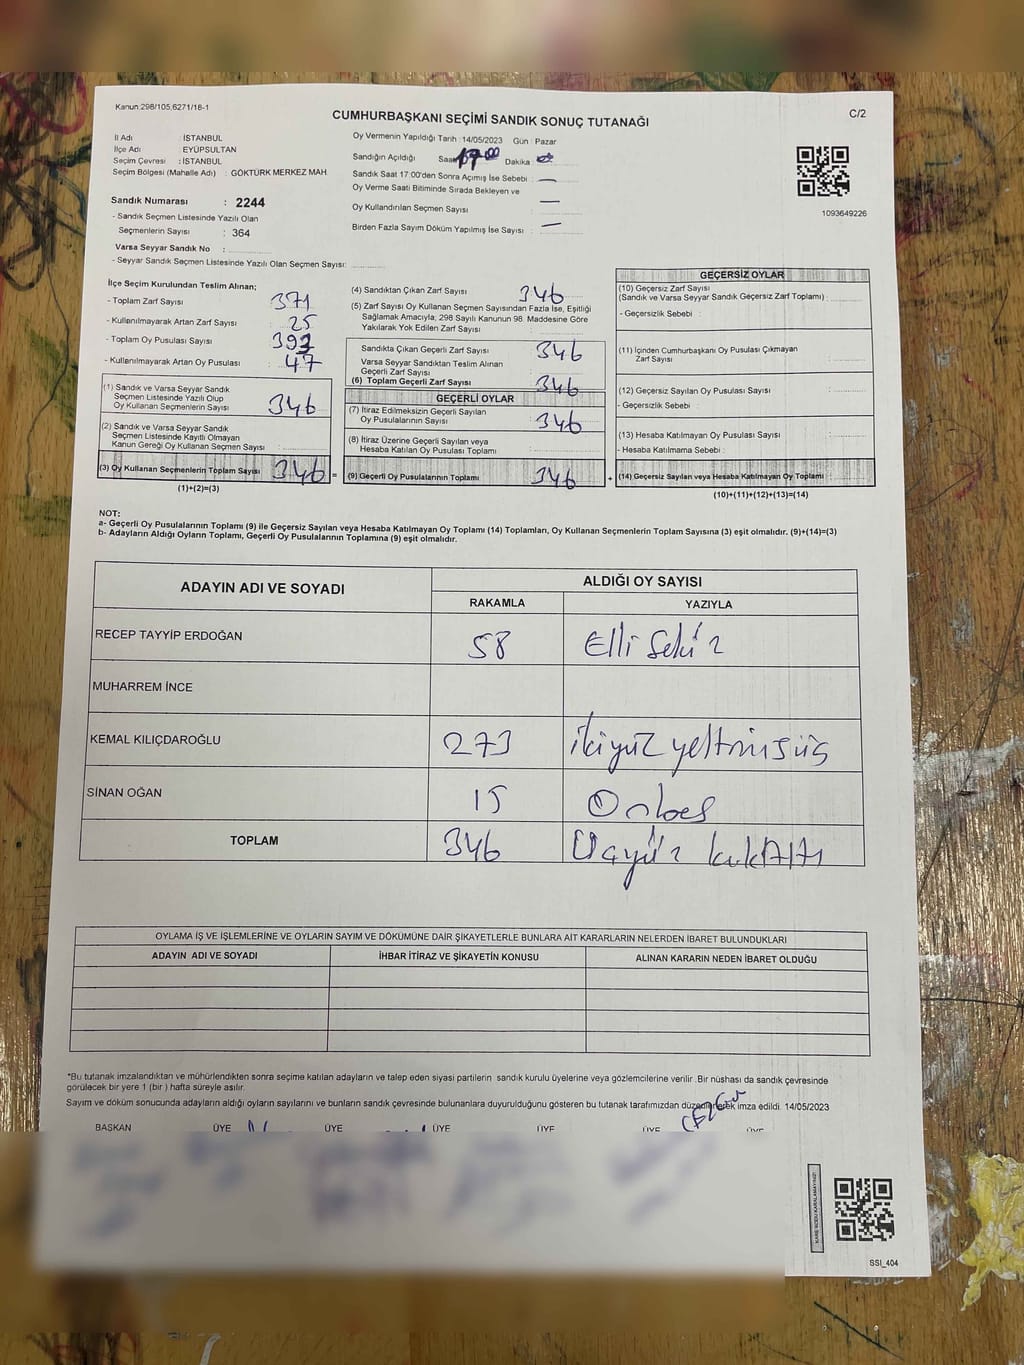 Kanun.298/105,6271/18-1
CUMHURBAŞKANI SEÇİMİ SANDIK SONUÇ TUTANAĞI
C/2
İl Adı : İSTANBUL
İlçe Adı : EYÜPSULTAN
Seçim Çevresi : İSTANBUL
Seçim Bölgesi (Mahalle Adı) : GÖKTÜRK MERKEZ MAH
Sandık Numarası : 2244
- Sandık Seçmen Listesinde Yazılı Olan
Seçmenlerin Sayısı : 364
Varsa Seyyar Sandık No :
- Seyyar Sandık Seçmen Listesinde Yazılı Olan Seçmen Sayısı:
Oy Vermenin Yapıldığı Tarih :14/05/2023 Gün : Pazar
Sandığın Açıldığı Saat 17:00 Dakika :
Sandık Saat 17:00'den Sonra Açımış İse Sebebi : —
Oy Verme Saati Bitiminde Sırada Bekleyen ve
Oy Kullandırılan Seçmen Sayısı : —
Birden Fazla Sayım Döküm Yapılmış İse Sayısı : —
1093649226
İlçe Seçim Kurulundan Teslim Alınan;
- Toplam Zarf Sayısı : 371
- Kullanılmayarak Artan Zarf Sayısı : 25
- Toplam Oy Pusulası Sayısı : 393
- Kullanılmayarak Artan Oy Pusulası : 47
(1) Sandık ve Varsa Seyyar Sandık
Seçmen Listesinde Yazılı Olup
Oy Kullanan Seçmenlerin Sayısı : 346
(2) Sandık ve Varsa Seyyar Sandık
Seçmen Listesinde Kayıtlı Olmayan
Kanun Gereği Oy Kullanan Seçmen Sayısı :
(3) Oy Kullanan Seçmenlerin Toplam Sayısı : 346 =
(1)+(2)=(3)
(4) Sandıktan Çıkan Zarf Sayısı : 346
(5) Zarf Sayısı Oy Kullanan Seçmen Sayısından Fazla İse, Eşitliği
Sağlamak Amacıyla; 298 Sayılı Kanunun 98. Maddesine Göre
Yakılarak Yok Edilen Zarf Sayısı :
Sandıkta Çıkan Geçerli Zarf Sayısı : 346
Varsa Seyyar Sandıktan Teslim Alınan
Geçerli Zarf Sayısı :
(6) Toplam Geçerli Zarf Sayısı : 346
GEÇERLİ OYLAR
(7) İtiraz Edilmeksizin Geçerli Sayılan
Oy Pusulalarının Sayısı : 346
(8) İtiraz Üzerine Geçerli Sayılan veya
Hesaba Katılan Oy Pusulası Toplamı :
(9) Geçerli Oy Pusulalarının Toplamı : 346 +
GEÇERSİZ OYLAR
(10) Geçersiz Zarf Sayısı
(Sandık ve Varsa Seyyar Sandık Geçersiz Zarf Toplamı) :
- Geçersizlik Sebebi :
(11) İçinden Cumhurbaşkanı Oy Pusulası Çıkmayan
Zarf Sayısı :
(12) Geçersiz Sayılan Oy Pusulası Sayısı :
- Geçersizlik Sebebi :
(13) Hesaba Katılmayan Oy Pusulası Sayısı :
- Hesaba Katılmama Sebebi :
(14) Geçersiz Sayılan veya Hesaba Katılmayan Oy Toplamı :
(10)+(11)+(12)+(13)=(14)
NOT:
a- Geçerli Oy Pusulalarının Toplamı (9) ile Geçersiz Sayılan veya Hesaba Katılmayan Oy Toplamı (14) Toplamları, Oy Kullanan Seçmenlerin Toplam Sayısına (3) eşit olmalıdır. (9)+(14)=(3)
b- Adayların Aldığı Oyların Toplamı, Geçerli Oy Pusulalarının Toplamına (9) eşit olmalıdır.
ADAYIN ADI VE SOYADI ALDIĞI OY SAYISI
RAKAMLA YAZIYLA
RECEP TAYYİP ERDOĞAN 58 Elli Sekiz
MUHARREM İNCE
KEMAL KILIÇDAROĞLU 273 ikiyüz yetmişüç
SİNAN OĞAN 15 Onbeş
TOPLAM 346 Üçyüz kırkAltı
OYLAMA İŞ VE İŞLEMLERİNE VE OYLARIN SAYIM VE DÖKÜMÜNE DAİR ŞİKAYETLERLE BUNLARA AİT KARARLARIN NELERDEN İBARET BULUNDUKLARI
ADAYIN ADI VE SOYADI İHBAR İTİRAZ VE ŞİKAYETİN KONUSU ALINAN KARARIN NEDEN İBARET OLDUĞU
*Bu tutanak imzalandıktan ve mühürlendikten sonra seçime katılan adayların ve talep eden siyasi partilerin sandık kurulu üyelerine veya gözlemcilerine verilir. Bir nüshası da sandık çevresinde
görülecek bir yere 1 (bir) hafta süreyle asılır.
Sayım ve döküm sonucunda adayların aldığı oyların sayılarını ve bunların sandık çevresinde bulunanlara duyurulduğunu gösteren bu tutanak tarafımızdan düzenlenerek imza edildi. 14/05/2023
BAŞKAN ÜYE ÜYE ÜYE ÜYE ÜYE ÜYE
SSI_404